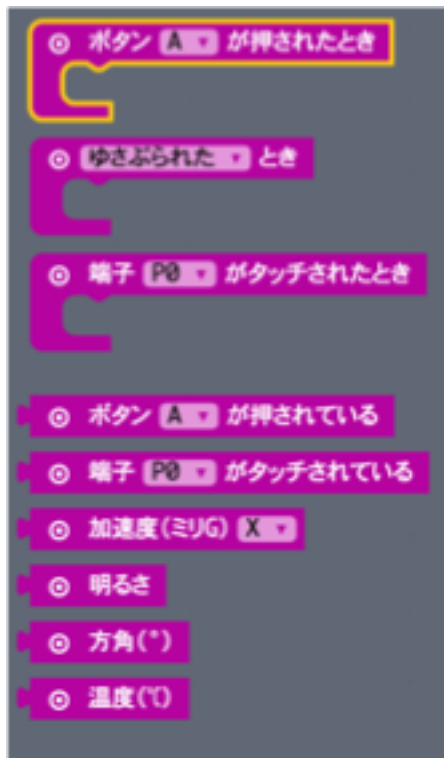 ボタン A が押されたとき
ゆさぶられた とき
端子 P0 がタッチされたとき
ボタン A が押されている
端子 P0 がタッチされている
加速度(ミリG) X
明るさ
方角(°)
温度(℃)